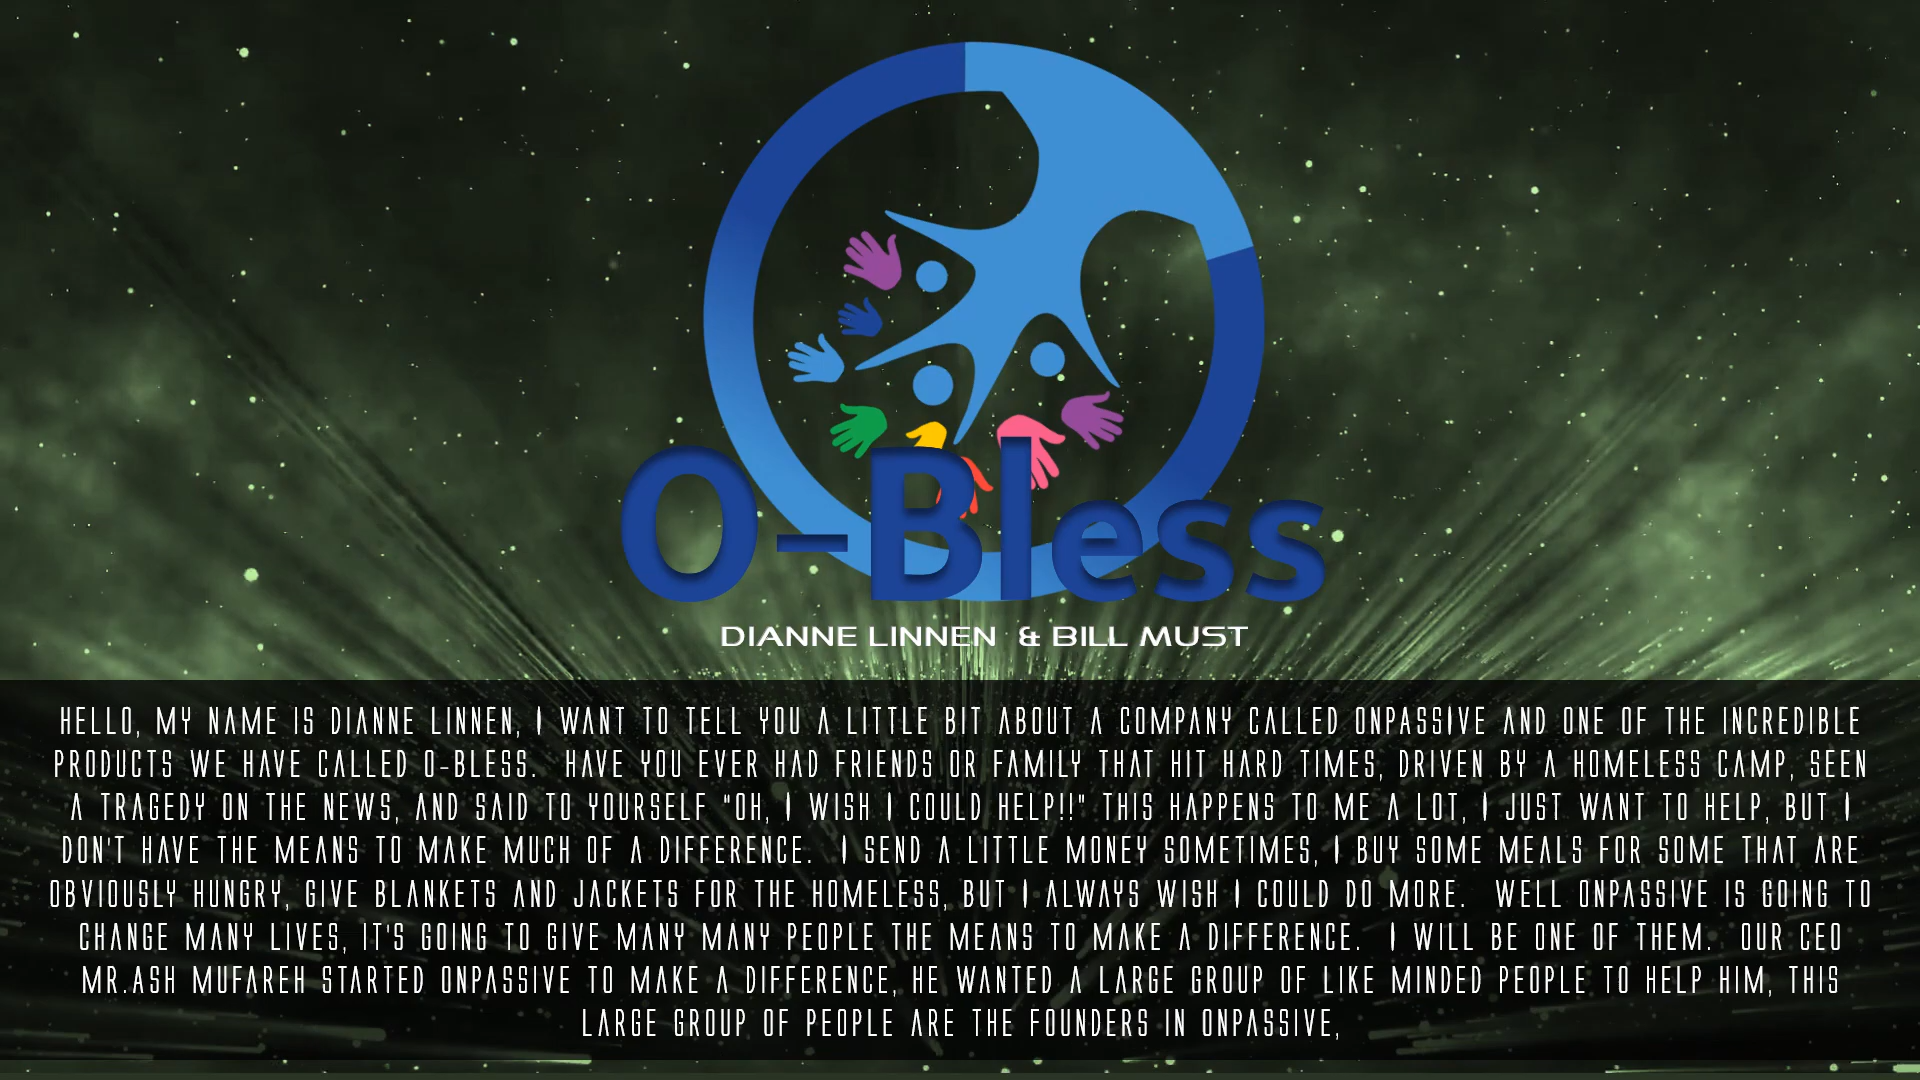 O-Bless
DIANNE LINNEN & BILL MUST
HELLO, MY NAME IS DIANNE LINNEN, I WANT TO TELL YOU A LITTLE BIT ABOUT A COMPANY CALLED ONPASSIVE AND ONE OF THE INCREDIBLE
PRODUCTS WE HAVE CALLED O-BLESS. HAVE YOU EVER HAD FRIENDS OR FAMILY THAT HIT HARD TIMES, DRIVEN BY A HOMELESS CAMP, SEEN
A TRAGEDY ON THE NEWS, AND SAID TO YOURSELF "OH, I WISH I COULD HELP!!" THIS HAPPENS TO ME A LOT, I JUST WANT TO HELP, BUT I
DON'T HAVE THE MEANS TO MAKE MUCH OF A DIFFERENCE. I SEND A LITTLE MONEY SOMETIMES, I BUY SOME MEALS FOR SOME THAT ARE
OBVIOUSLY HUNGRY, GIVE BLANKETS AND JACKETS FOR THE HOMELESS, BUT I ALWAYS WISH I COULD DO MORE. WELL ONPASSIVE IS GOING TO
CHANGE MANY LIVES, IT'S GOING TO GIVE MANY MANY PEOPLE THE MEANS TO MAKE A DIFFERENCE. I WILL BE ONE OF THEM. OUR CEO
MR.ASH MUFAREH STARTED ONPASSIVE TO MAKE A DIFFERENCE, HE WANTED A LARGE GROUP OF LIKE MINDED PEOPLE TO HELP HIM, THIS
LARGE GROUP OF PEOPLE ARE THE FOUNDERS IN ONPASSIVE,